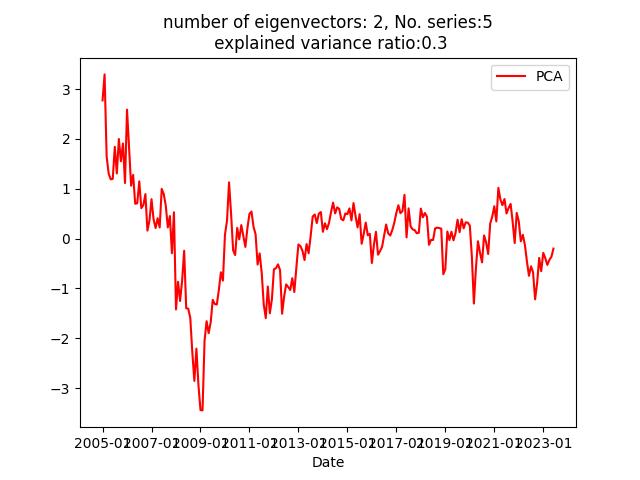 number of eigenvectors: 2, No. series:5
explained variance ratio:0.3
PCA
3
2
1
0
−1
−2
−3
2005-01 2007-01 2009-01 2011-01 2013-01 2015-01 2017-01 2019-01 2021-01 2023-01
Date